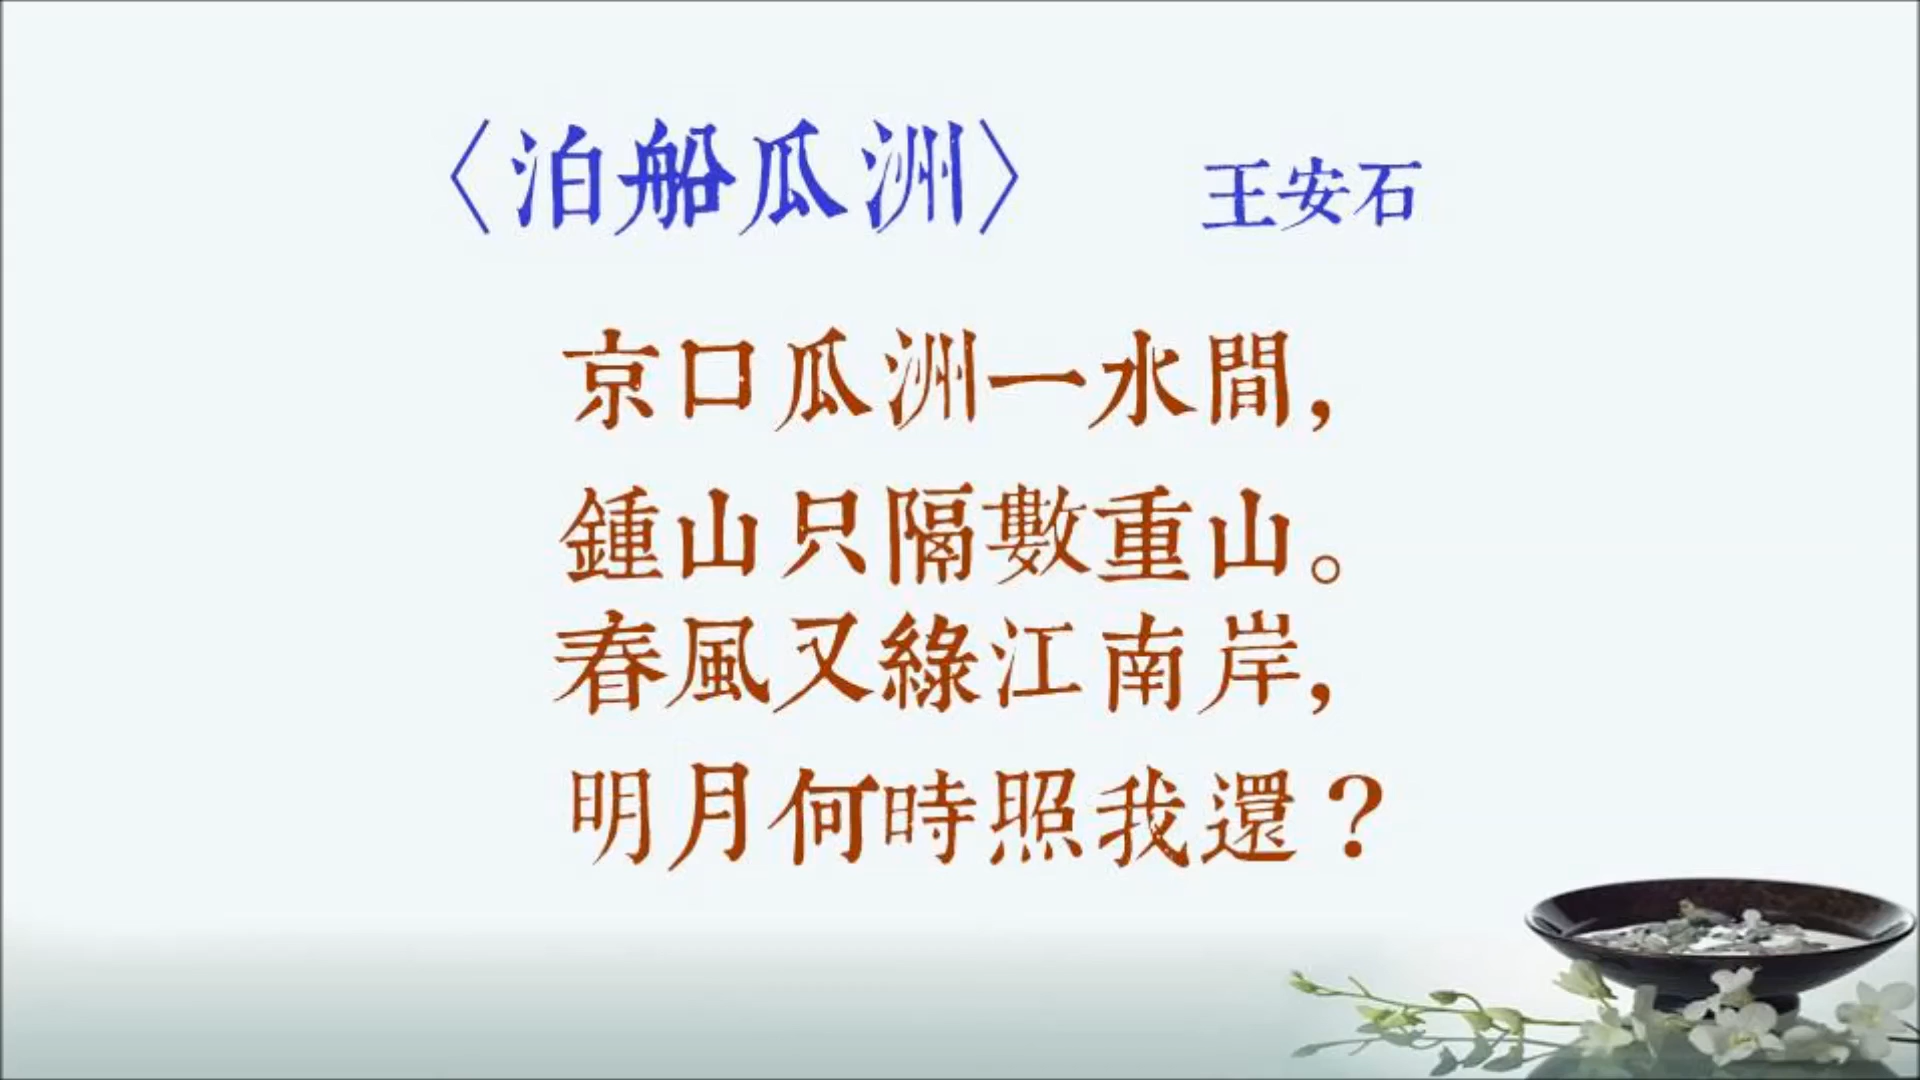 〈泊船瓜洲〉 王安石
京口瓜洲一水間，
鍾山只隔數重山。
春風又綠江南岸，
明月何時照我還？